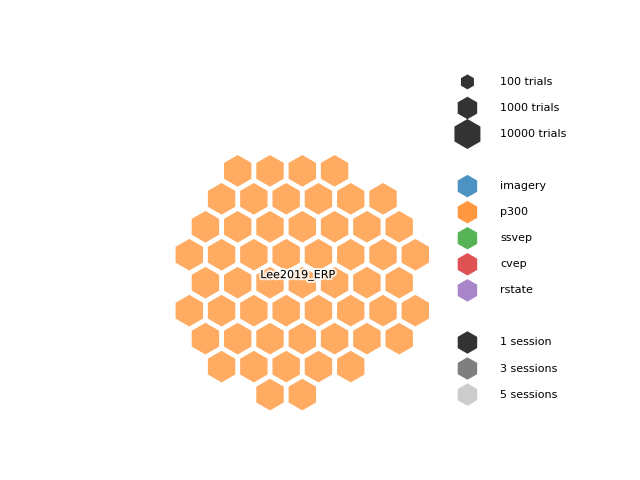 100 trials
1000 trials
10000 trials
imagery
p300
ssvep
cvep
rstate
1 session
3 sessions
5 sessions
Lee2019_ERP